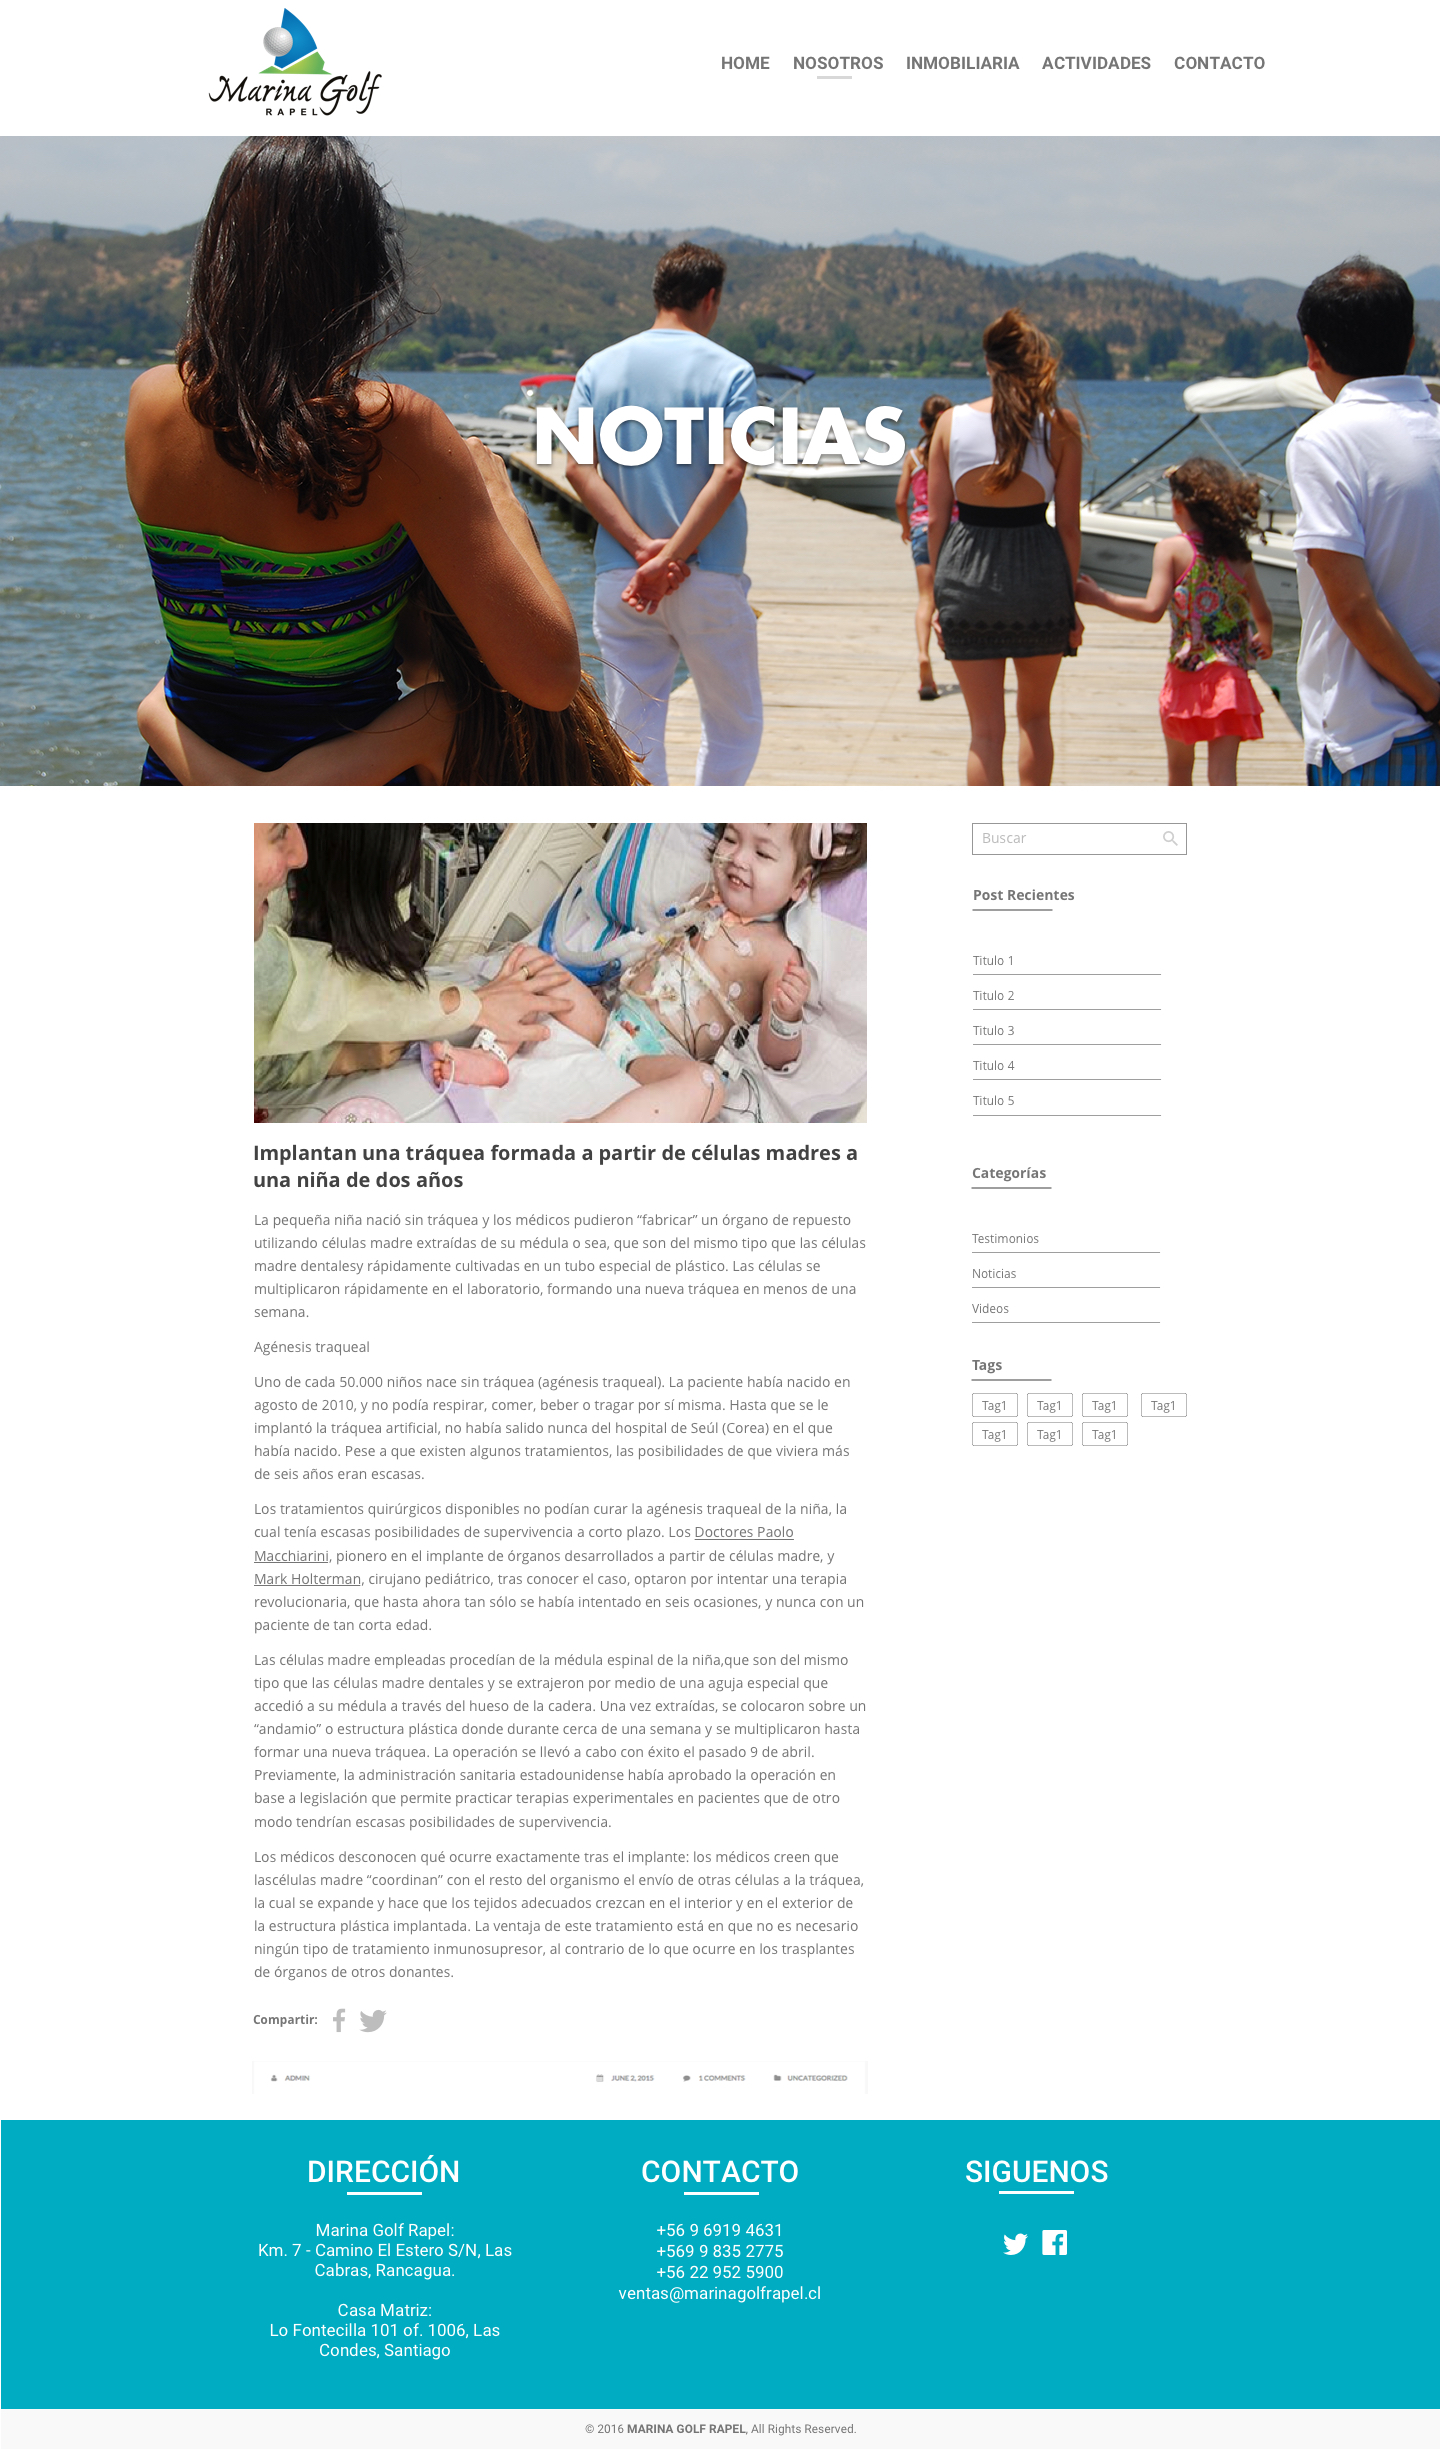 Marina Golf
RAPEL
HOME NOSOTROS INMOBILIARIA ACTIVIDADES CONTACTO
NOTICIAS
Implantan una tráquea formada a partir de células madres a
una niña de dos años
La pequeña niña nació sin tráquea y los médicos pudieron “fabricar” un órgano de repuesto
utilizando células madre extraídas de su médula o sea, que son del mismo tipo que las células
madre dentalesy rápidamente cultivadas en un tubo especial de plástico. Las células se
multiplicaron rápidamente en el laboratorio, formando una nueva tráquea en menos de una
semana.
Agénesis traqueal
Uno de cada 50.000 niños nace sin tráquea (agénesis traqueal). La paciente había nacido en
agosto de 2010, y no podía respirar, comer, beber o tragar por sí misma. Hasta que se le
implantó la tráquea artificial, no había salido nunca del hospital de Seúl (Corea) en el que
había nacido. Pese a que existen algunos tratamientos, las posibilidades de que viviera más
de seis años eran escasas.
Los tratamientos quirúrgicos disponibles no podían curar la agénesis traqueal de la niña, la
cual tenía escasas posibilidades de supervivencia a corto plazo. Los Doctores Paolo
Macchiarini, pionero en el implante de órganos desarrollados a partir de células madre, y
Mark Holterman, cirujano pediátrico, tras conocer el caso, optaron por intentar una terapia
revolucionaria, que hasta ahora tan sólo se había intentado en seis ocasiones, y nunca con un
paciente de tan corta edad.
Las células madre empleadas procedían de la médula espinal de la niña,que son del mismo
tipo que las células madre dentales y se extrajeron por medio de una aguja especial que
accedió a su médula a través del hueso de la cadera. Una vez extraídas, se colocaron sobre un
“andamio” o estructura plástica donde durante cerca de una semana y se multiplicaron hasta
formar una nueva tráquea. La operación se llevó a cabo con éxito el pasado 9 de abril.
Previamente, la administración sanitaria estadounidense había aprobado la operación en
base a legislación que permite practicar terapias experimentales en pacientes que de otro
modo tendrían escasas posibilidades de supervivencia.
Los médicos desconocen qué ocurre exactamente tras el implante: los médicos creen que
lascélulas madre “coordinan” con el resto del organismo el envío de otras células a la tráquea,
la cual se expande y hace que los tejidos adecuados crezcan en el interior y en el exterior de
la estructura plástica implantada. La ventaja de este tratamiento está en que no es necesario
ningún tipo de tratamiento inmunosupresor, al contrario de lo que ocurre en los trasplantes
de órganos de otros donantes.
Compartir:
ADMIN JUNE 2, 2015 1 COMMENTS UNCATEGORIZED
Buscar
Post Recientes
Titulo 1
Titulo 2
Titulo 3
Titulo 4
Titulo 5
Categorías
Testimonios
Noticias
Videos
Tags
Tag1 Tag1 Tag1 Tag1
Tag1 Tag1 Tag1
DIRECCIÓN
Marina Golf Rapel:
Km. 7 - Camino El Estero S/N, Las
Cabras, Rancagua.
Casa Matriz:
Lo Fontecilla 101 of. 1006, Las
Condes, Santiago
CONTACTO
+56 9 6919 4631
+569 9 835 2775
+56 22 952 5900
ventas@marinagolfrapel.cl
SIGUENOS
© 2016 MARINA GOLF RAPEL, All Rights Reserved.